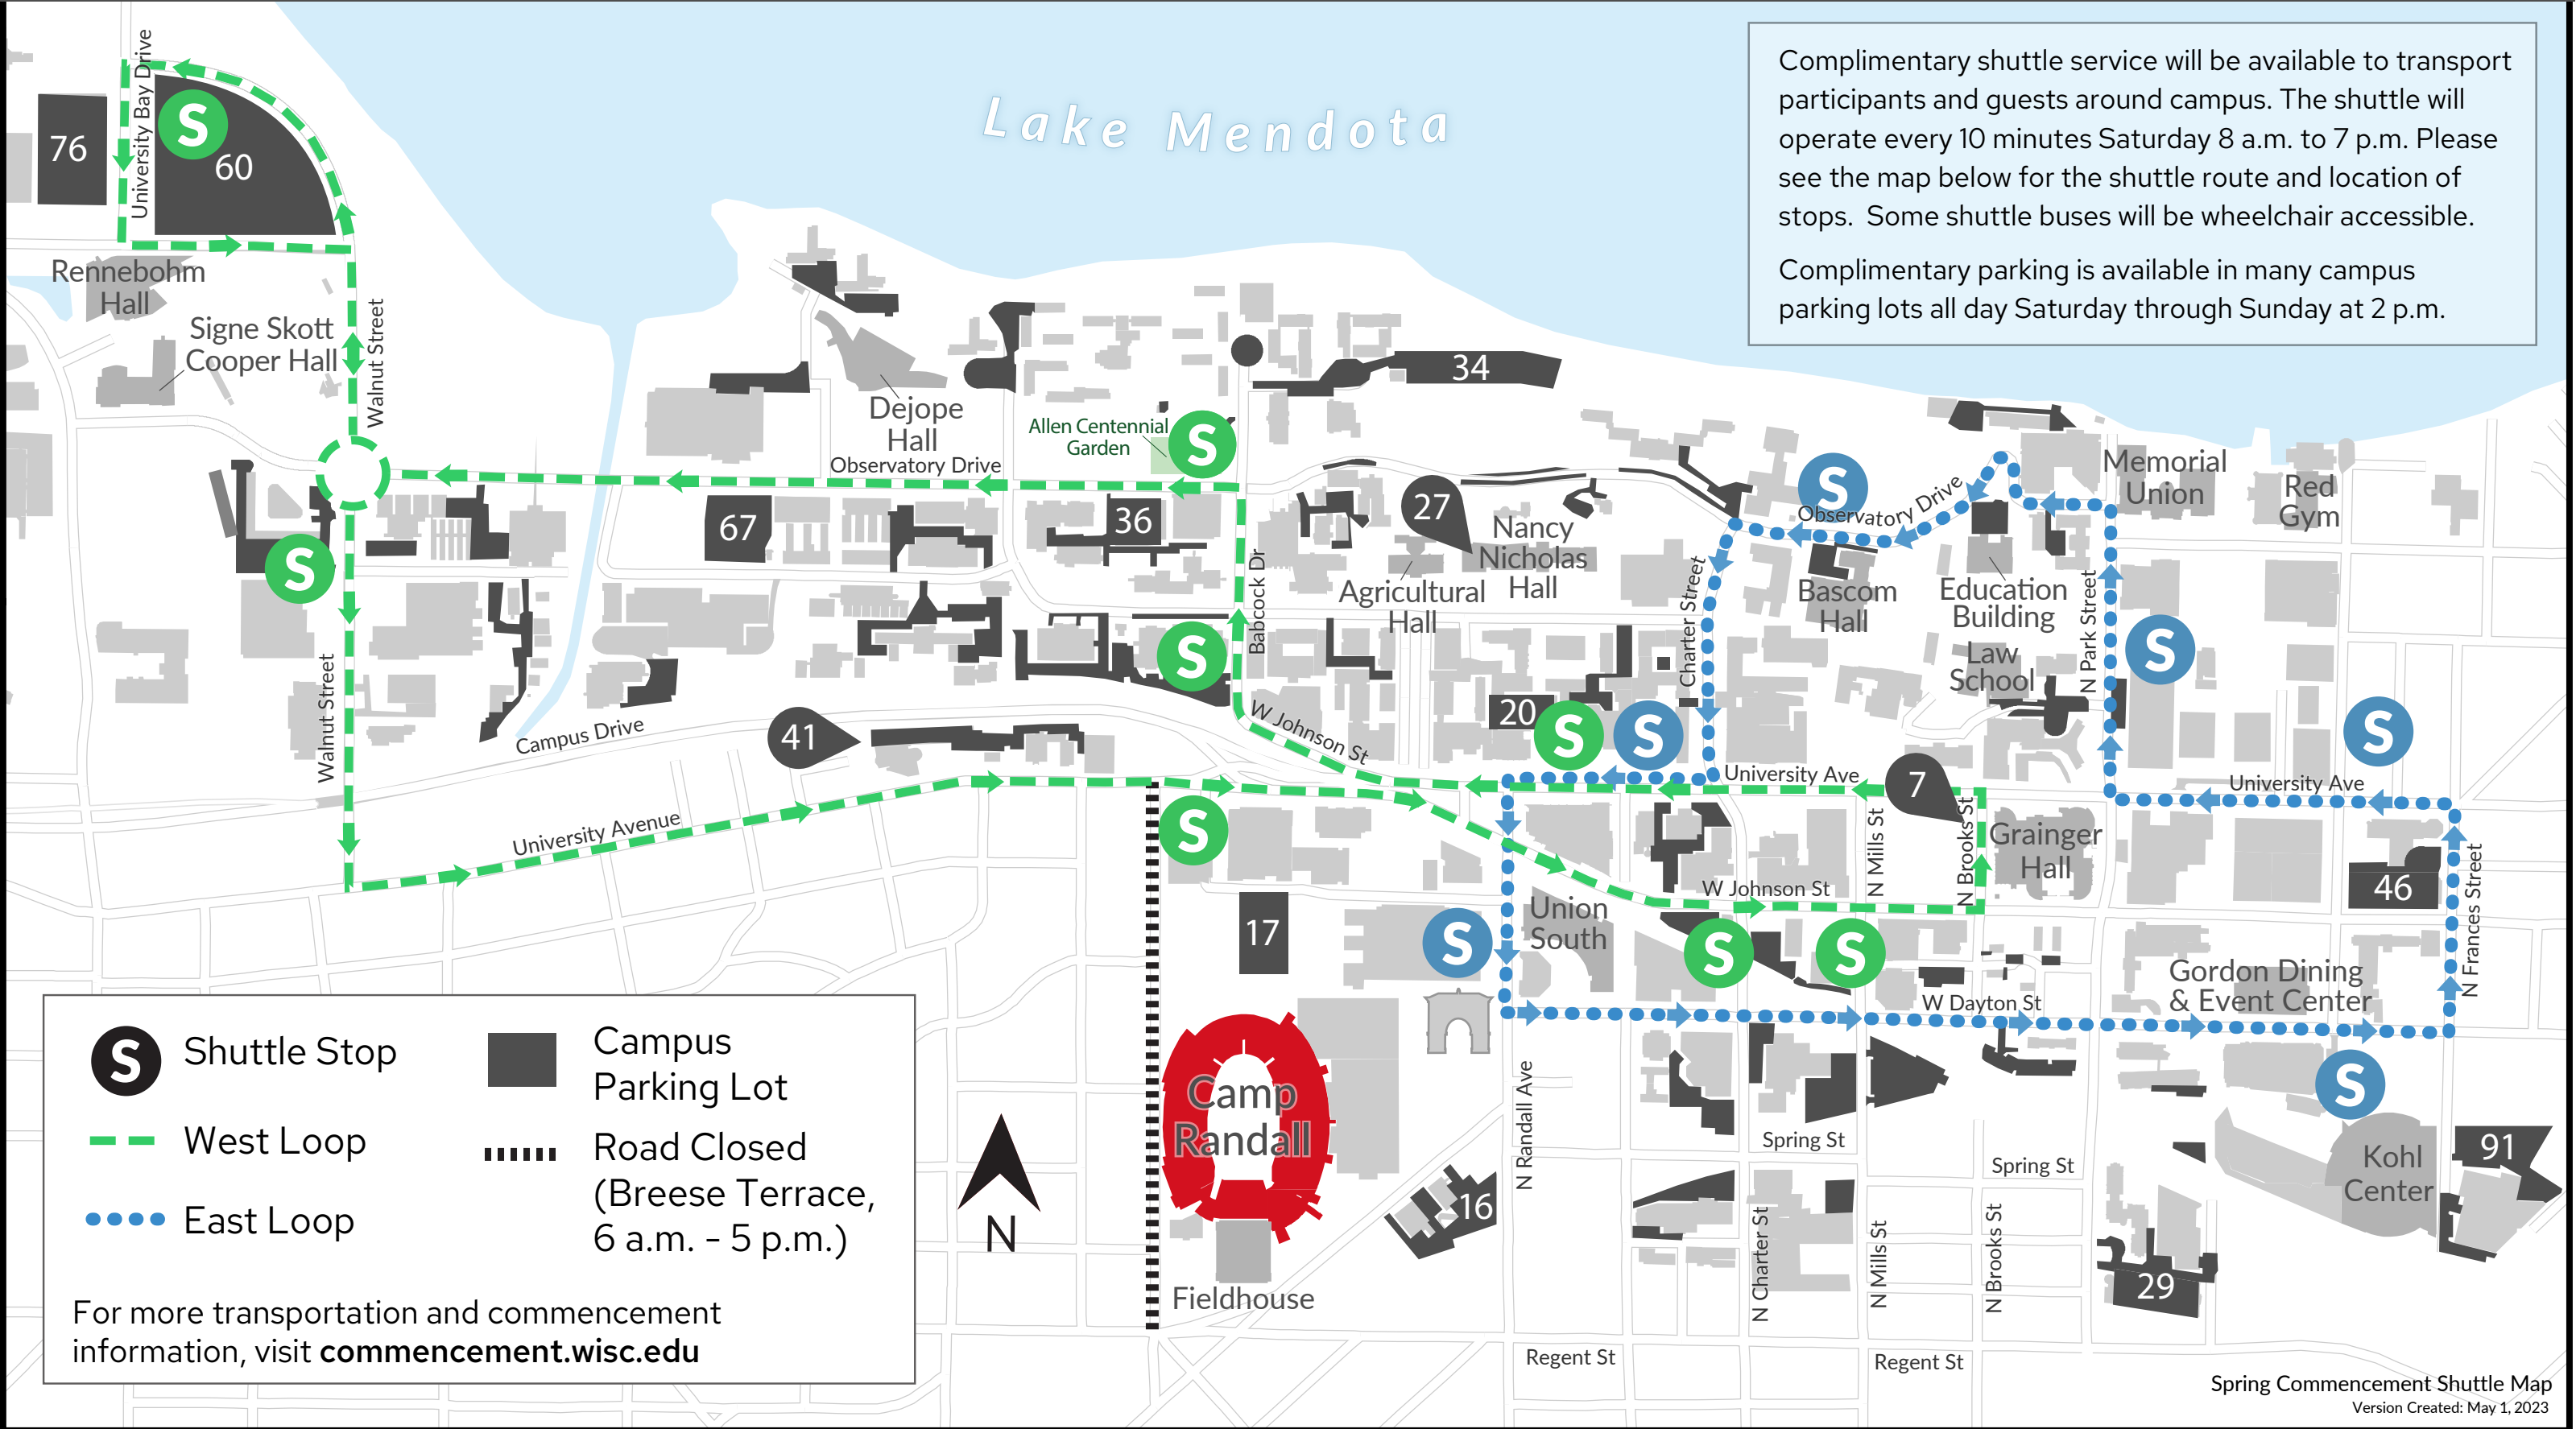 Complimentary shuttle service will be available to transport
participants and guests around campus. The shuttle will
operate every 10 minutes Saturday 8 a.m. to 7 p.m. Please
see the map below for the shuttle route and location of
stops. Some shuttle buses will be wheelchair accessible.
Complimentary parking is available in many campus
parking lots all day Saturday through Sunday at 2 p.m.
Lake Mendota
University Bay Drive
76
S
60
Rennebohm
Hall
Signe Skott
Cooper Hall
Walnut Street
Dejope
Hall
Allen Centennial
Garden
S
Observatory Drive
34
67
36
27
Nancy
Nicholas
Hall
Agricultural
Hall
S
Observatory Drive
Memorial
Union
Red
Gym
Bascom
Hall
Education
Building
Law
School
N Park Street
S
S
S
Walnut Street
Campus Drive
41
S
Babcock Dr
W Johnson St
Charter Street
20
S
S
University Ave
7
University Ave
University Avenue
S
N Mills St
N Brooks St
Grainger
Hall
46
N Frances Street
W Johnson St
17
S
Union
South
S
S
W Dayton St
Gordon Dining
& Event Center
S
Camp
Randall
N Randall Ave
Spring St
Spring St
Kohl
Center
91
16
N Charter St
N Mills St
N Brooks St
29
Fieldhouse
Regent St
Regent St
S
Shuttle Stop
West Loop
East Loop
Campus
Parking Lot
Road Closed
(Breese Terrace,
6 a.m. - 5 p.m.)
N
For more transportation and commencement
information, visit commencement.wisc.edu
Spring Commencement Shuttle Map
Version Created: May 1, 2023